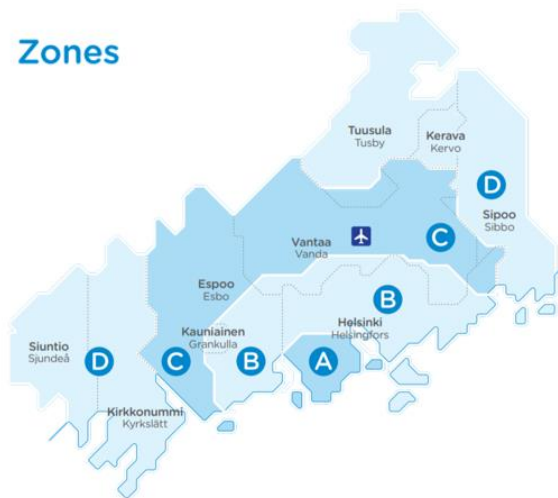 Zones
Tuusula
Tusby
Kerava
Kervo
D
Sipoo
Sibbo
C
Vantaa
Vanda
Espoo
Esbo
B
Helsinki
Helsingfors
Kauniainen
Grankulla
Siuntio
Sjundeå
D
C
B
A
Kirkkonummi
Kyrkslätt